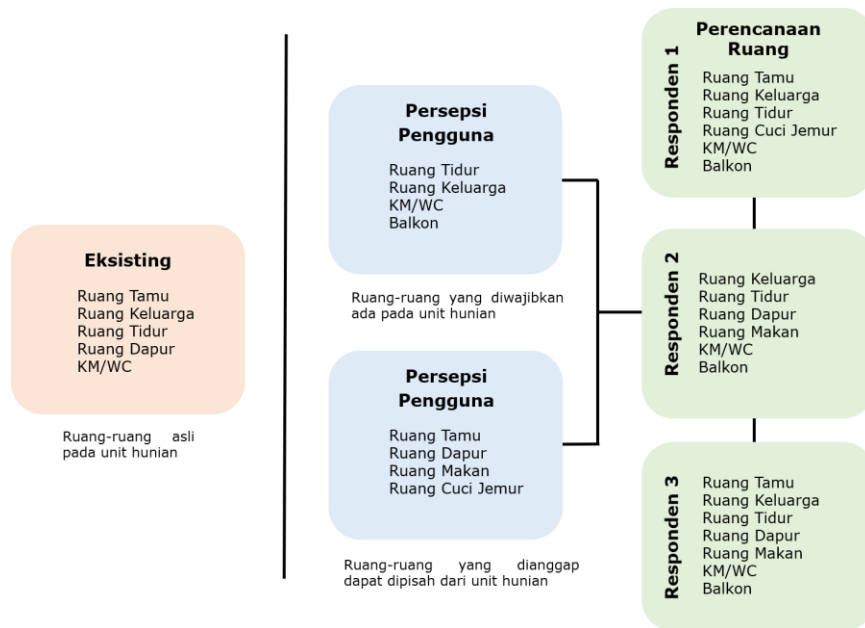 Eksisting
Ruang Tamu
Ruang Keluarga
Ruang Tidur
Ruang Dapur
KM/WC
Ruang-ruang asli
pada unit hunian
Persepsi
Pengguna
Ruang Tidur
Ruang Keluarga
KM/WC
Balkon
Ruang-ruang yang diwajibkan
ada pada unit hunian
Persepsi
Pengguna
Ruang Tamu
Ruang Dapur
Ruang Makan
Ruang Cuci Jemur
Ruang-ruang yang dianggap
dapat dipisah dari unit hunian
Perencanaan
Ruang
Responden 1
Ruang Tamu
Ruang Keluarga
Ruang Tidur
Ruang Cuci Jemur
KM/WC
Balkon
Responden 2
Ruang Keluarga
Ruang Tidur
Ruang Dapur
Ruang Makan
KM/WC
Balkon
Responden 3
Ruang Tamu
Ruang Keluarga
Ruang Tidur
Ruang Dapur
Ruang Makan
KM/WC
Balkon